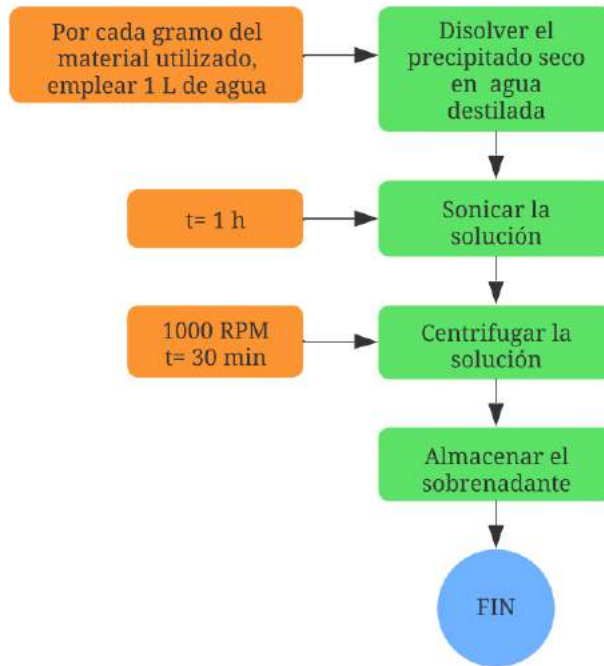 Por cada gramo del
material utilizado,
emplear 1 L de agua
Disolver el
precipitado seco
en agua
destilada
t= 1 h
Sonicar la
solución
1000 RPM
t= 30 min
Centrifugar la
solución
Almacenar el
sobrenadante
FIN